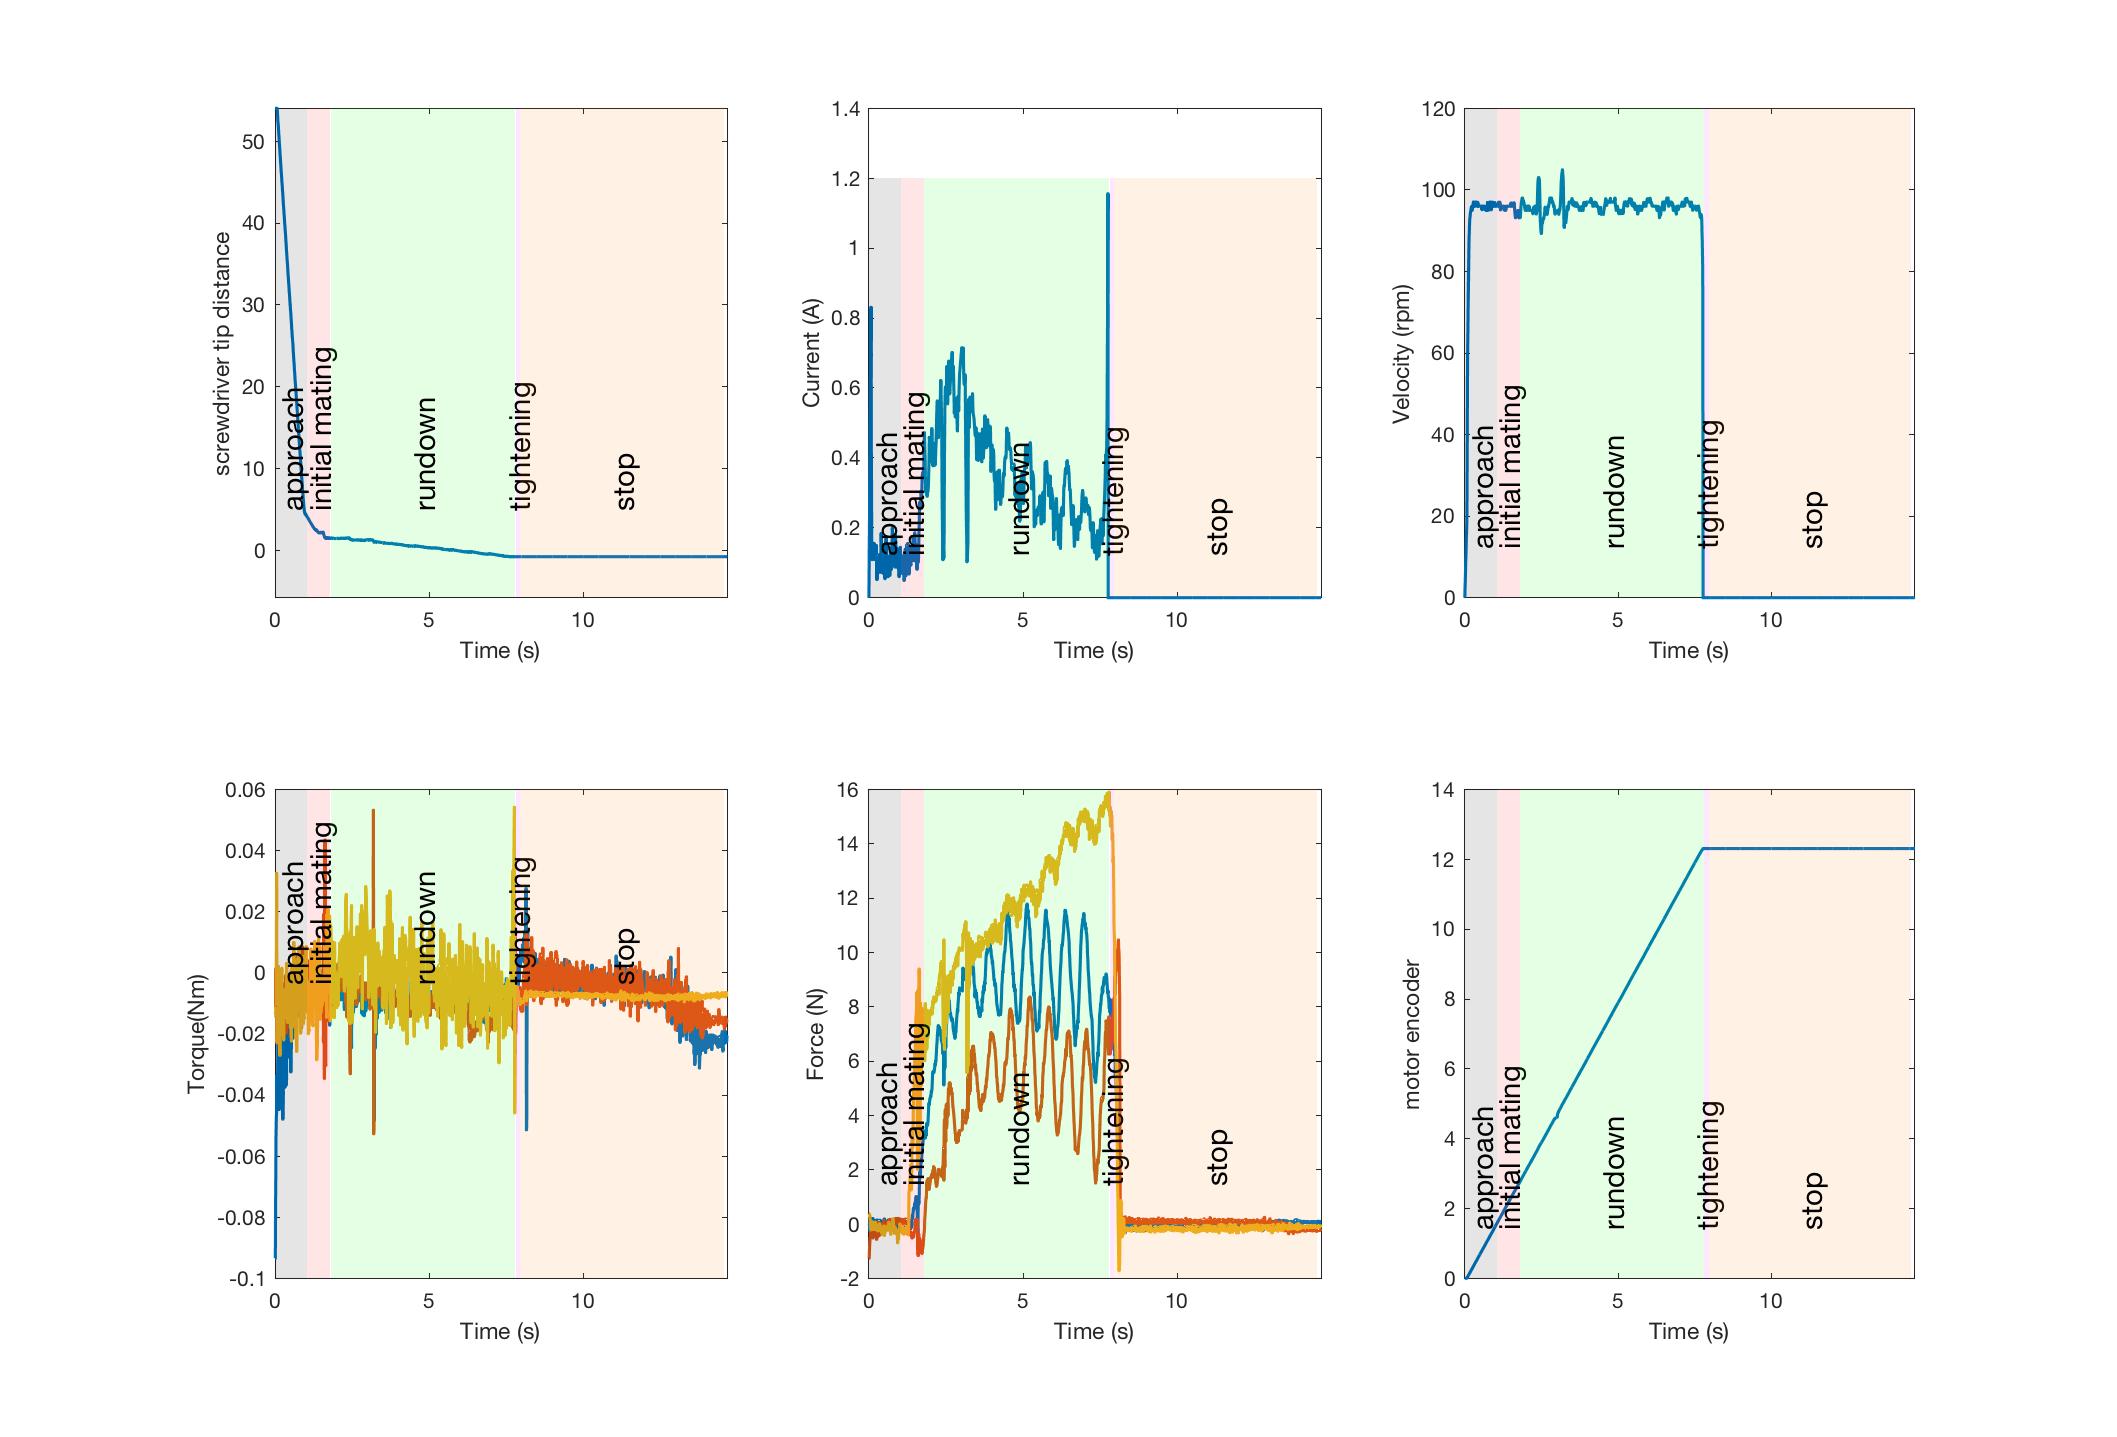 screwdriver tip distance
50
40
30
20
10
0
approach
initial mating
rundown
tightening
stop
0 5 10
Time (s)
Current (A)
1.4
1.2
1
0.8
0.6
0.4
0.2
0
approach
initial mating
rundown
tightening
stop
0 5 10
Time (s)
Velocity (rpm)
120
100
80
60
40
20
0
approach
initial mating
rundown
tightening
stop
0 5 10
Time (s)
Torque(Nm)
0.06
0.04
0.02
0
-0.02
-0.04
-0.06
-0.08
-0.1
approach
initial mating
rundown
tightening
stop
0 5 10
Time (s)
Force (N)
16
14
12
10
8
6
4
2
0
-2
approach
initial mating
rundown
tightening
stop
0 5 10
Time (s)
motor encoder
14
12
10
8
6
4
2
0
approach
initial mating
rundown
tightening
stop
0 5 10
Time (s)